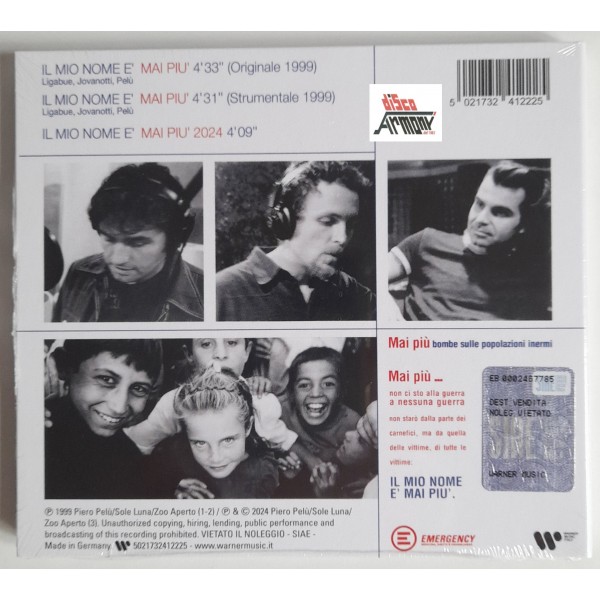 IL MIO NOME E' MAI PIU' 4'33" (Originale 1999)
Ligabue, Jovanotti, Pelù
IL MIO NOME E' MAI PIU' 4'31" (Strumentale 1999)
Ligabue, Jovanotti, Pelù
IL MIO NOME E' MAI PIU' 2024 4'09"
disco
Armony
5 021732 412225
Mai più bombe sulle popolazioni inermi
Mai più ....
non ci sto alla guerra
a nessuna guerra
non starò dalla parte dei
carnefici, ma da quella
delle vittime, di tutte le
vittime.
IL MIO NOME
E' MAI PIU'.
EB 0002467785
DEST VENDITA
NOLEG VIETATO
WARNER MUSIC
℗ 1999 Piero Pelù/Sole Luna/Zoo Aperto (1-2) / ℗ & © 2024 Piero Pelù/Sole Luna/
Zoo Aperto (3). Unauthorized copying, hiring, lending, public performance and
broadcasting of this recording prohibited. VIETATO IL NOLEGGIO - SIAE -
Made in Germany 5021732412225 - www.warnermusic.it
E EMERGENCY